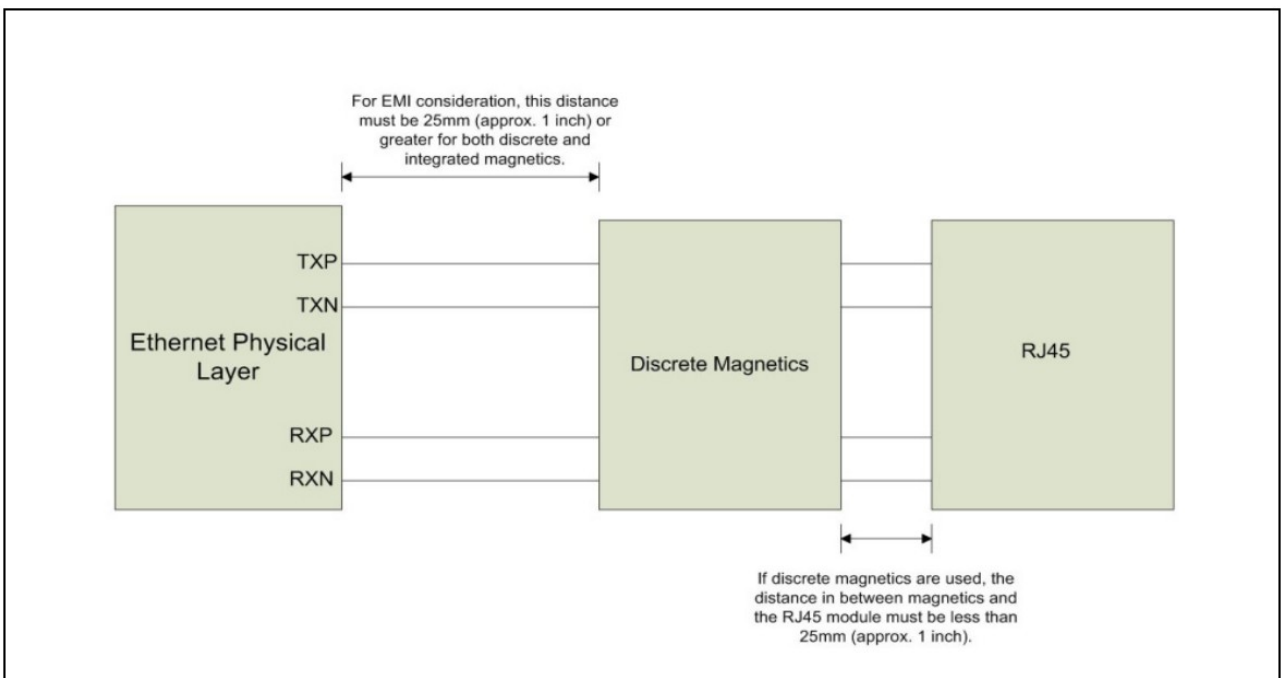 For EMI consideration, this distance
must be 25mm (approx. 1 inch) or
greater for both discrete and
integrated magnetics.
TXP
TXN
Ethernet Physical
Layer
RXP
RXN
Discrete Magnetics
RJ45
If discrete magnetics are used, the
distance in between magnetics and
the RJ45 module must be less than
25mm (approx. 1 inch).